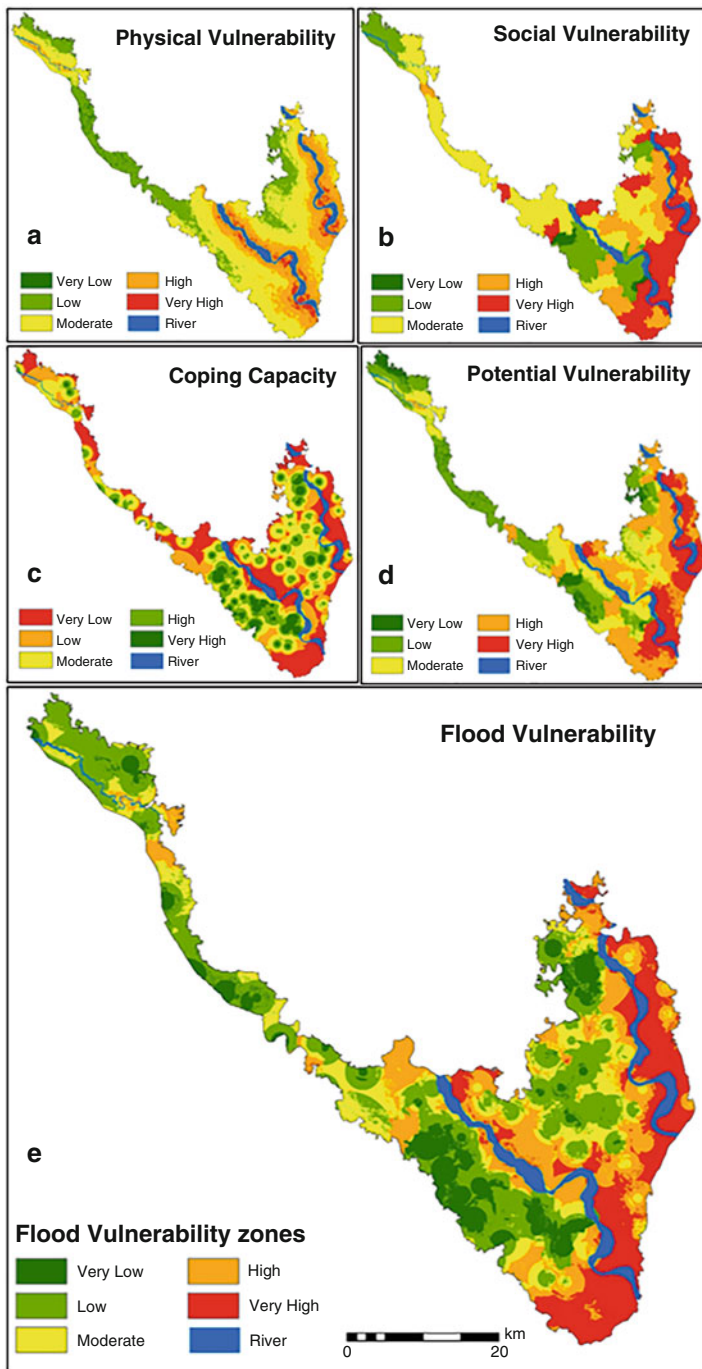 Physical Vulnerability
a
Very Low
High
Low
Very High
Moderate
River
Social Vulnerability
b
Very Low
High
Low
Very High
Moderate
River
Coping Capacity
c
Very Low
High
Low
Very High
Moderate
River
Potential Vulnerability
d
Very Low
High
Low
Very High
Moderate
River
Flood Vulnerability
e
Flood Vulnerability zones
Very Low
High
Low
Very High
Moderate
River
km
0 20